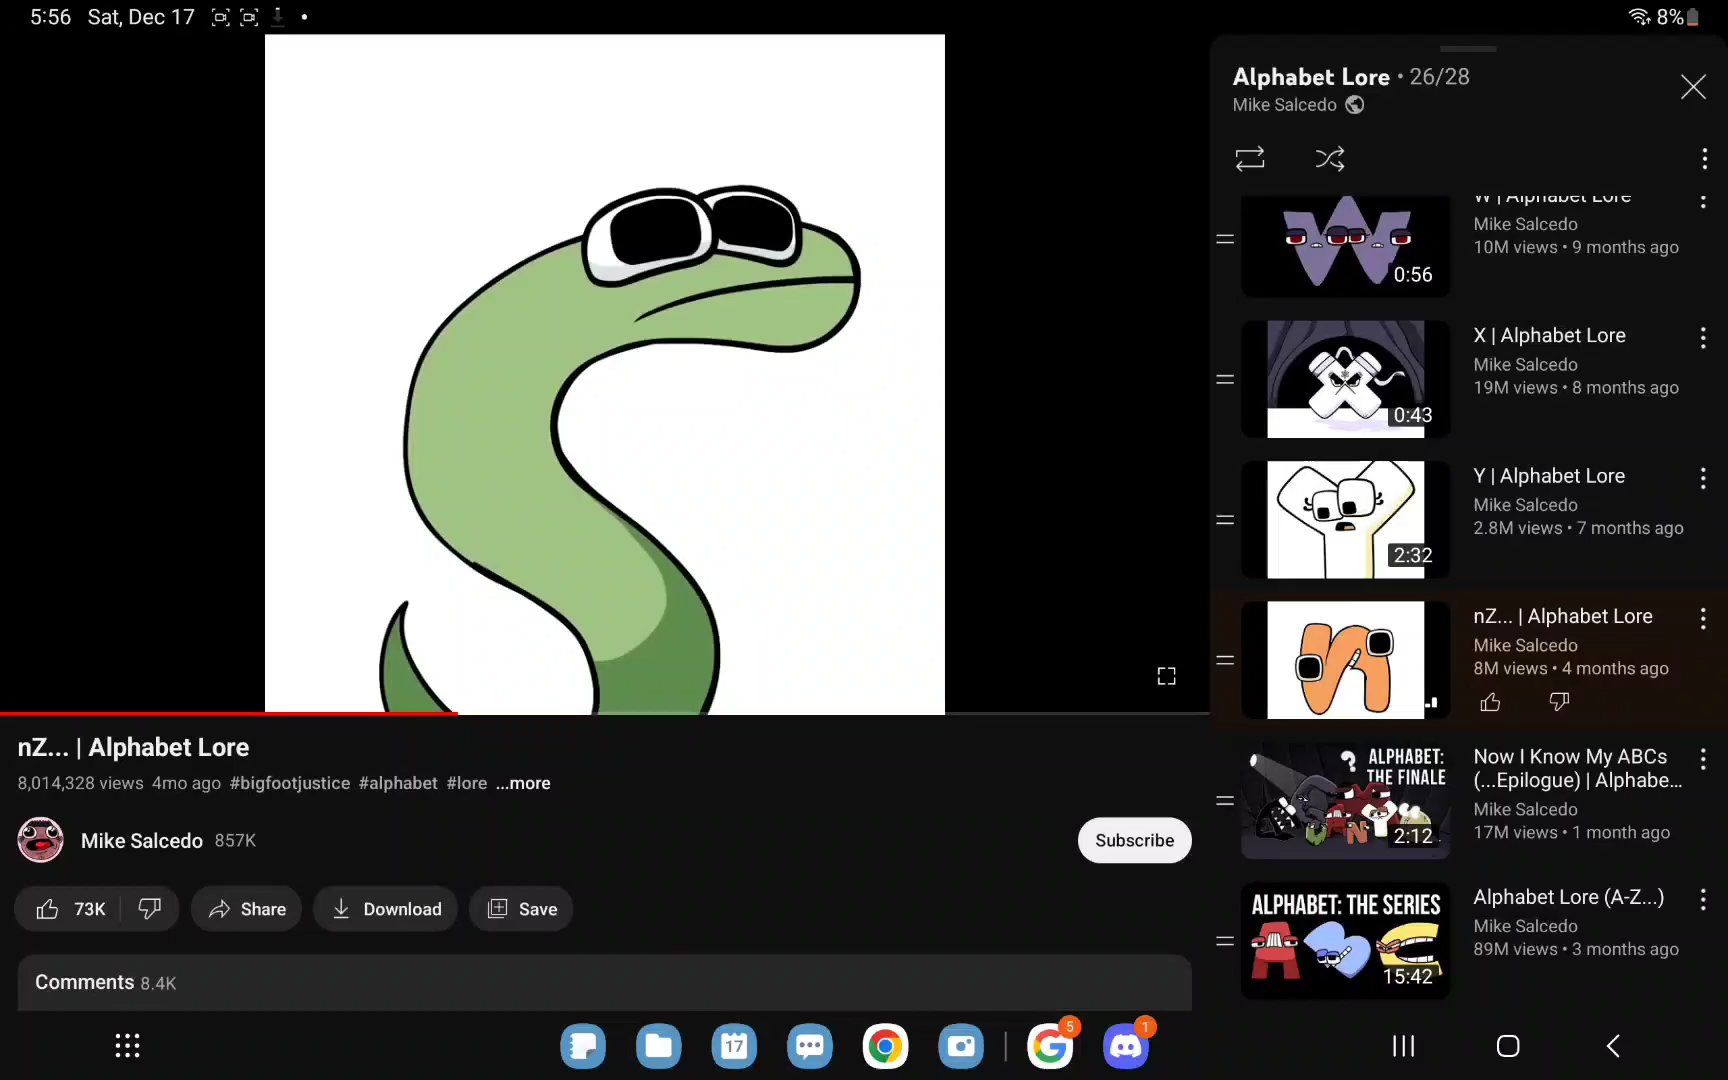 5:56 Sat, Dec 17
8%
Alphabet Lore • 26/28
Mike Salcedo
W | Alphabet Lore
Mike Salcedo
10M views • 9 months ago
0:56
X | Alphabet Lore
Mike Salcedo
19M views • 8 months ago
0:43
Y | Alphabet Lore
Mike Salcedo
2.8M views • 7 months ago
2:32
nZ... | Alphabet Lore
Mike Salcedo
8M views • 4 months ago
ALPHABET:
THE FINALE
2:12
Now I Know My ABCs
(...Epilogue) | Alphabe...
Mike Salcedo
17M views • 1 month ago
ALPHABET: THE SERIES
15:42
Alphabet Lore (A-Z...)
Mike Salcedo
89M views • 3 months ago
nZ... | Alphabet Lore
8,014,328 views 4mo ago #bigfootjustice #alphabet #lore ...more
Mike Salcedo 857K
Subscribe
73K
Share
Download
Save
Comments 8.4K
17
5
1